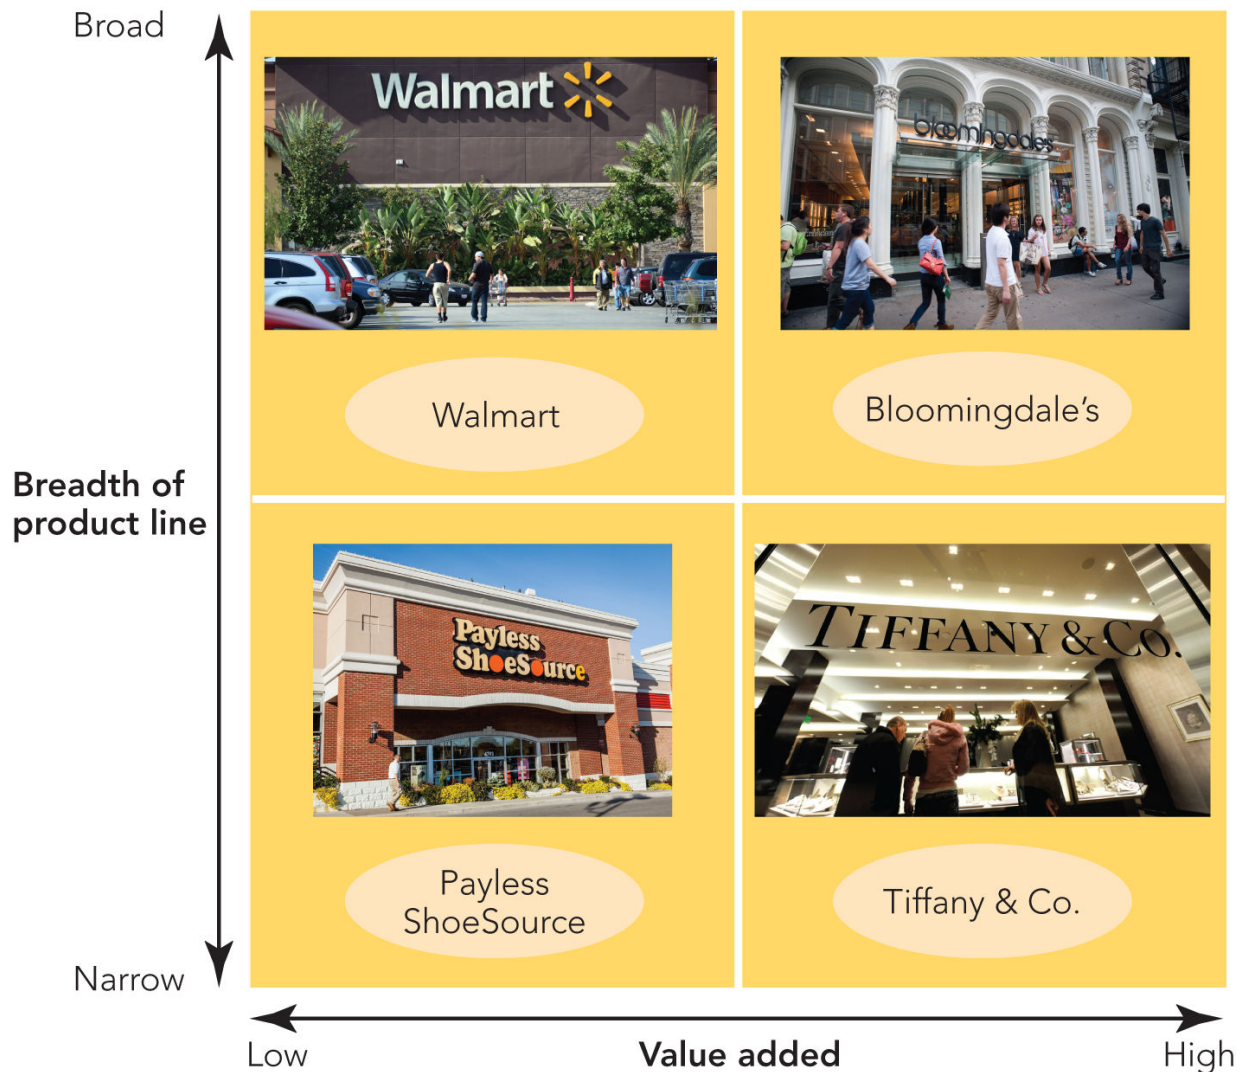 Broad
Walmart
bloomingdale's
Walmart
Bloomingdale's
Breadth of
product line
Payless
ShoeSource
TIFFANY & CO.
Payless
ShoeSource
Tiffany & Co.
Narrow
Low
Value added
High